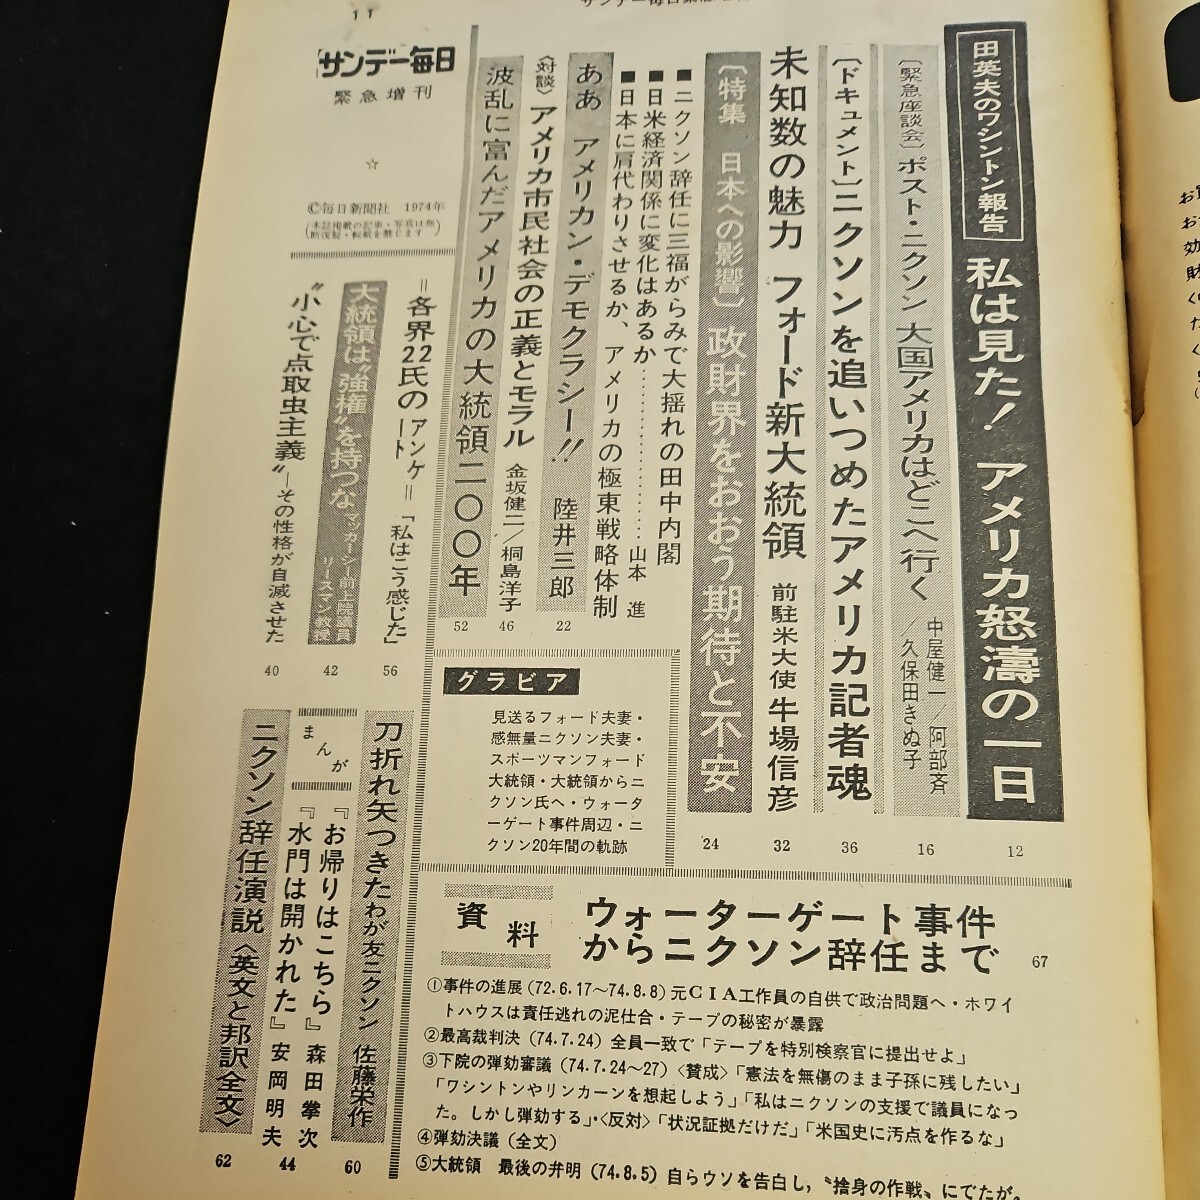 サンデー毎日
緊急増刊
☆
©毎日新聞社 1974年
(本誌掲載の記事・写真は無断複製・転載を禁じます)
田英夫のワシントン報告 私は見た! アメリカ怒濤の一日
12
〔緊急座談会〕 ポスト・ニクソン 大国アメリカはどこへ行く
中屋健一/阿部斉/久保田きぬ子
16
〔ドキュメント〕ニクソンを追いつめたアメリカ記者魂
36
未知数の魅力 フォード新大統領 前駐米大使 牛場信彦
32
〔特集 日本への影響〕 政財界をおおう期待と不安
24
■ニクソン辞任に三福がらみで大揺れの田中内閣
■日米経済関係に変化はあるか………… 山本 進
■日本に肩代わりさせるか、アメリカの極東戦略体制
ああ アメリカン・デモクラシー!! 陸井三郎
22
〈対談〉アメリカ市民社会の正義とモラル 金坂健二/桐島洋子
46
波乱に富んだアメリカの大統領二〇〇年
52
=各界22氏のアンケート=「私はこう感じた」
56
大統領は“強権”を持つな マッカーシー前上院議員 リースマン教授
42
“小心で点取虫主義”—その性格が自滅させた
40
グラビア
見送るフォード夫妻・
感無量ニクソン夫妻・
スポーツマンフォード
大統領・大統領からニ
クソン氏へ・ウォータ
ーゲート事件周辺・ニ
クソン20年間の軌跡
刀折れ矢つきたわが友ニクソン 佐藤栄作
60
まんが
『お帰りはこちら』 森田拳次
『水門は開かれた』 安岡明夫
44
ニクソン辞任演説〈英文と邦訳全文〉
62
資料
ウォーターゲート事件
からニクソン辞任まで
67
①事件の進展(72.6.17〜74.8.8)元CIA工作員の自供で政治問題へ・ホワイ
トハウスは責任逃れの泥仕合・テープの秘密が暴露
②最高裁判決(74.7.24)全員一致で「テープを特別検察官に提出せよ」
③下院の弾劾審議(74.7.24〜27)〈賛成〉「憲法を無傷のまま子孫に残したい」
「ワシントンやリンカーンを想起しよう」「私はニクソンの支援で議員になっ
た。しかし弾劾する」・〈反対〉「状況証拠だけだ」「米国史に汚点を作るな」
④弾劾決議(全文)
⑤大統領 最後の弁明(74.8.5)自らウソを告白し、“捨身の作戦”にでたが。